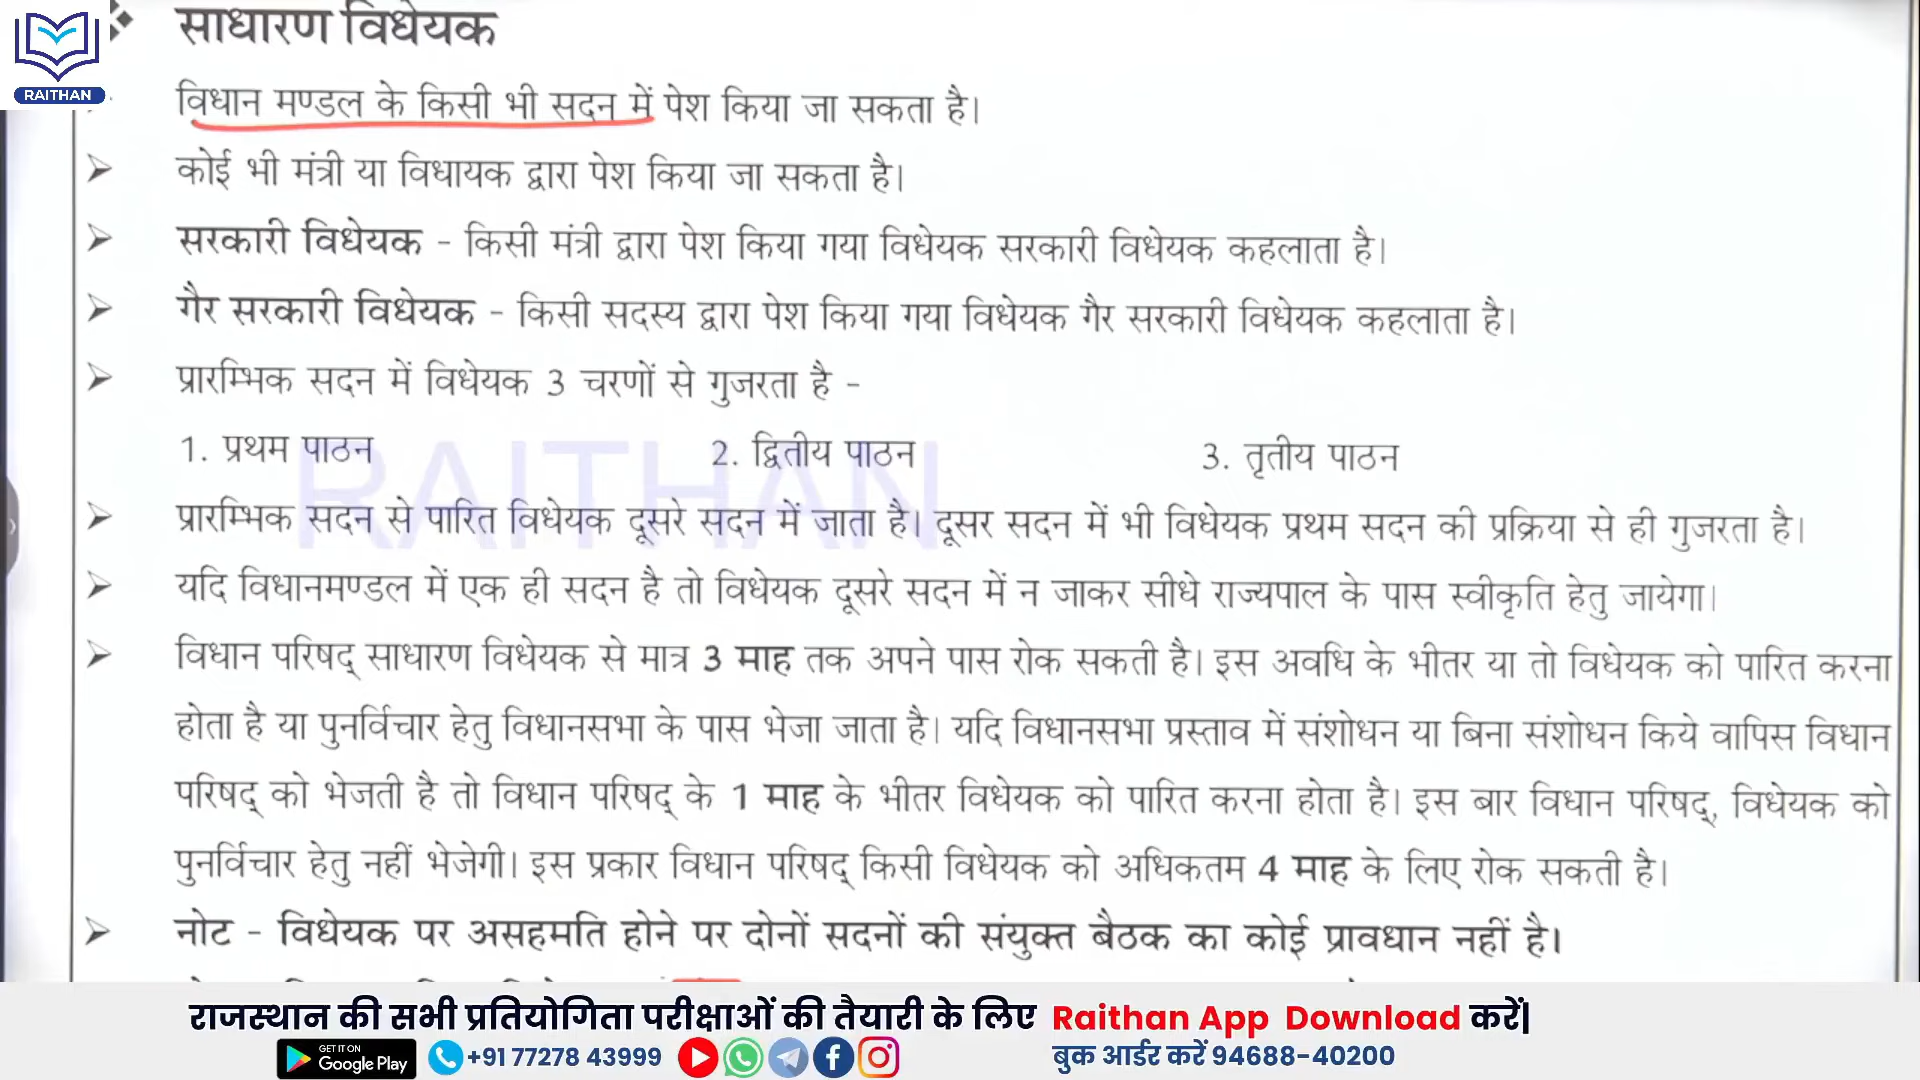 साधारण विधेयक
RAITHAN
विधान मण्डल के किसी भी सदन में पेश किया जा सकता है।
कोई भी मंत्री या विधायक द्वारा पेश किया जा सकता है।
सरकारी विधेयक - किसी मंत्री द्वारा पेश किया गया विधेयक सरकारी विधेयक कहलाता है।
गैर सरकारी विधेयक - किसी सदस्य द्वारा पेश किया गया विधेयक गैर सरकारी विधेयक कहलाता है।
प्रारम्भिक सदन में विधेयक 3 चरणों से गुजरता है -
1. प्रथम पाठन 2. द्वितीय पाठन 3. तृतीय पाठन
RAITHAN
प्रारम्भिक सदन से पारित विधेयक दूसरे सदन में जाता है। दूसर सदन में भी विधेयक प्रथम सदन की प्रक्रिया से ही गुजरता है।
यदि विधानमण्डल में एक ही सदन है तो विधेयक दूसरे सदन में न जाकर सीधे राज्यपाल के पास स्वीकृति हेतु जायेगा।
विधान परिषद् साधारण विधेयक से मात्र 3 माह तक अपने पास रोक सकती है। इस अवधि के भीतर या तो विधेयक को पारित करना
होता है या पुनर्विचार हेतु विधानसभा के पास भेजा जाता है। यदि विधानसभा प्रस्ताव में संशोधन या बिना संशोधन किये वापिस विधान
परिषद् को भेजती है तो विधान परिषद् के 1 माह के भीतर विधेयक को पारित करना होता है। इस बार विधान परिषद्, विधेयक को
पुनर्विचार हेतु नहीं भेजेगी। इस प्रकार विधान परिषद् किसी विधेयक को अधिकतम 4 माह के लिए रोक सकती है।
नोट - विधेयक पर असहमति होने पर दोनों सदनों की संयुक्त बैठक का कोई प्रावधान नहीं है।
राजस्थान की सभी प्रतियोगिता परीक्षाओं की तैयारी के लिए Raithan App Download करें|
GET IT ON
Google Play
+91 77278 43999
बुक आर्डर करें 94688-40200